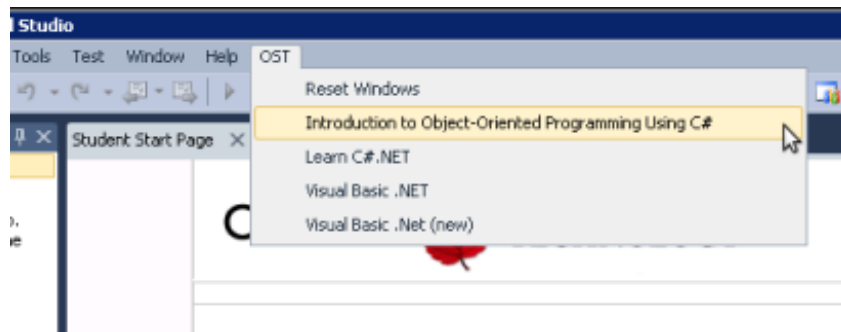 l Studio
Tools Test Window Help OST
Reset Windows
Introduction to Object-Oriented Programming Using C#
Student Start Page
Learn C#.NET
Visual Basic .NET
Visual Basic .Net (new)